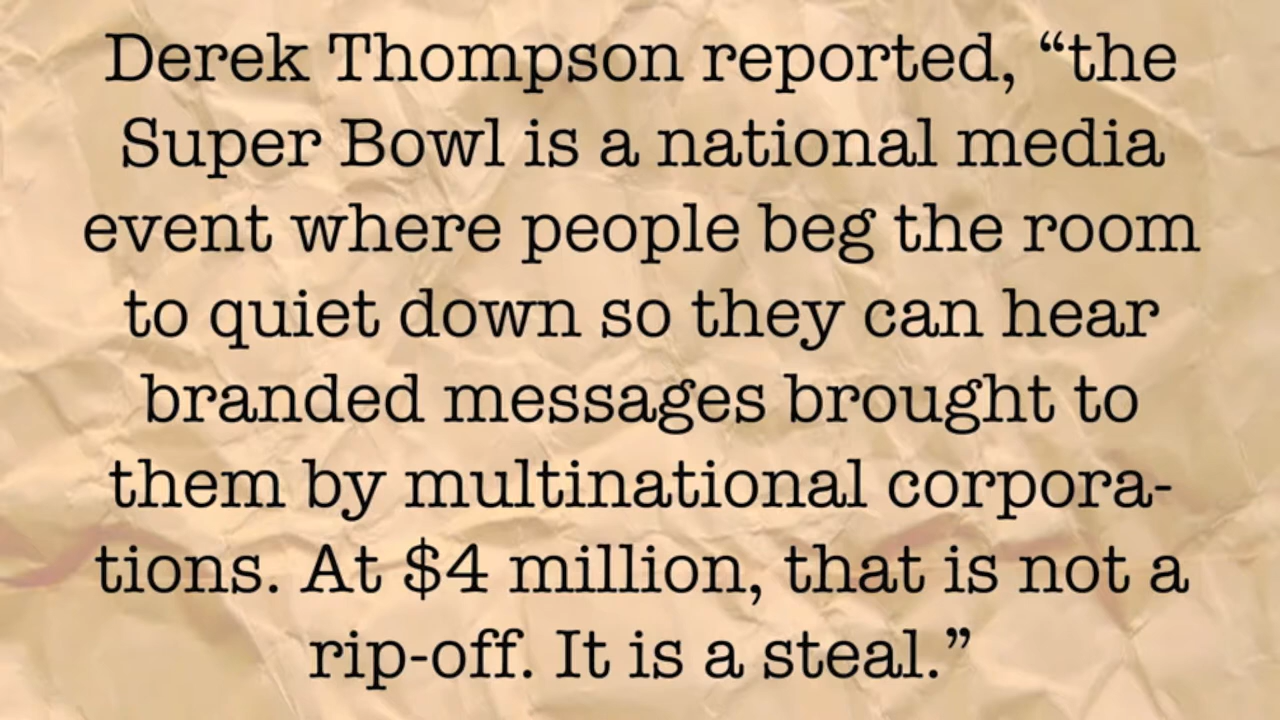 Derek Thompson reported, “the
Super Bowl is a national media
event where people beg the room
to quiet down so they can hear
branded messages brought to
them by multinational corpora-
tions. At $4 million, that is not a
rip-off. It is a steal.”